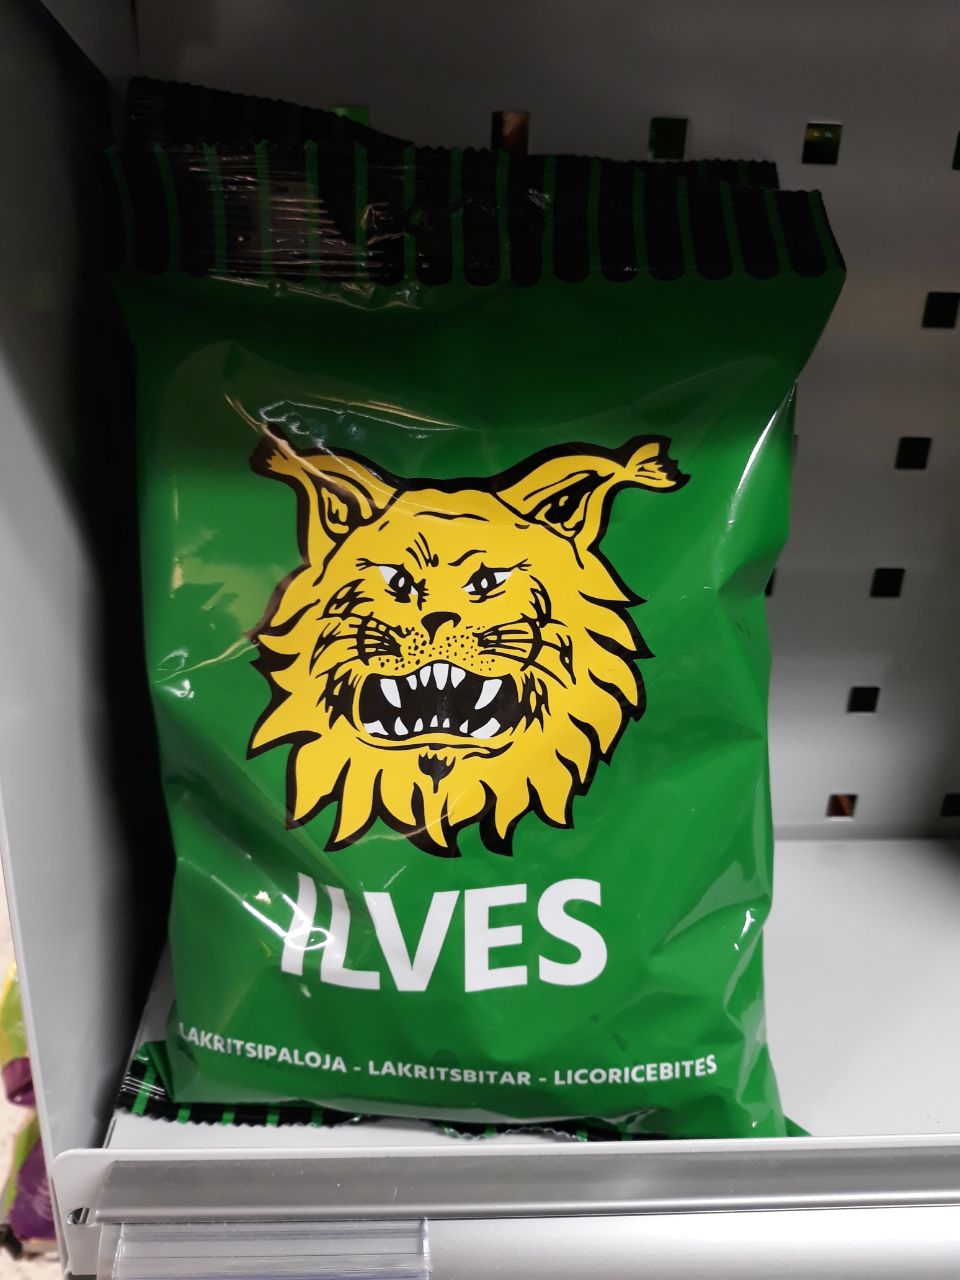 ILVES
LAKRITSIPALOJA - LAKRITSBITAR - LICORICEBITES